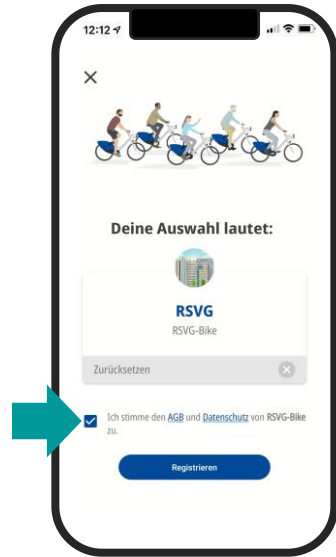 12:12
Deine Auswahl lautet:
RSVG
RSVG-Bike
Zurücksetzen
Ich stimme den AGB und Datenschutz von RSVG-Bike
zu.
Registrieren